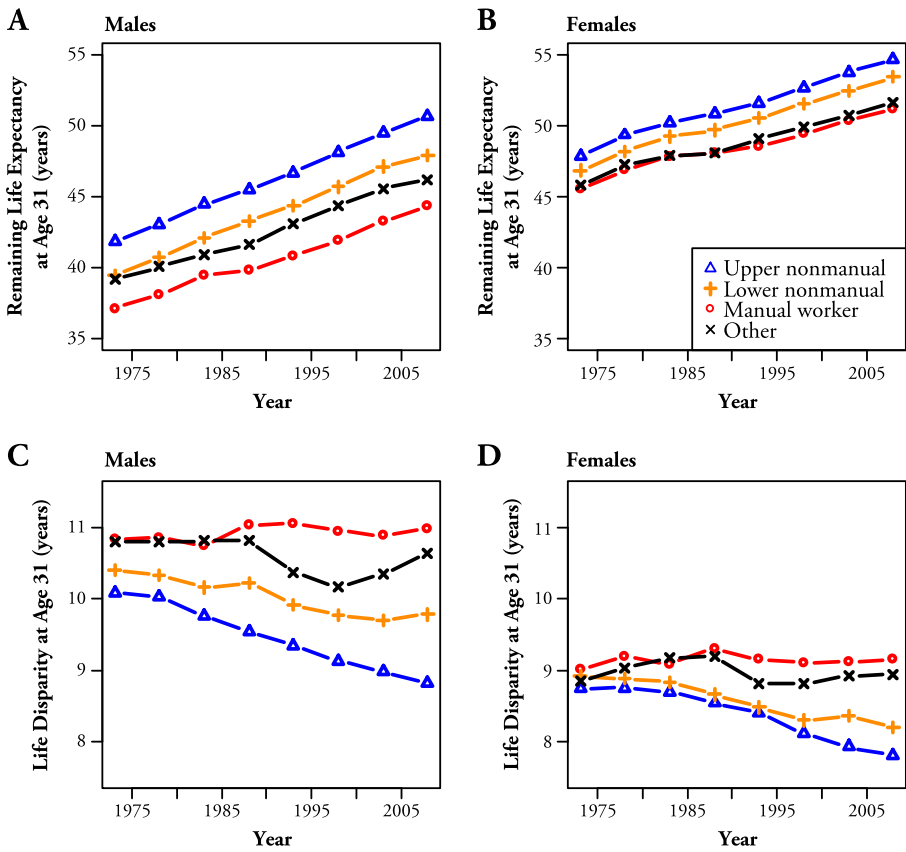 A
Males
Remaining Life Expectancy
at Age 31 (years)
55
50
45
40
35
1975
1985
1995
2005
Year
B
Females
Remaining Life Expectancy
at Age 31 (years)
55
50
45
40
35
Upper nonmanual
Lower nonmanual
Manual worker
Other
1975
1985
1995
2005
Year
C
Males
Life Disparity at Age 31 (years)
11
10
9
8
1975
1985
1995
2005
Year
D
Females
Life Disparity at Age 31 (years)
11
10
9
8
1975
1985
1995
2005
Year